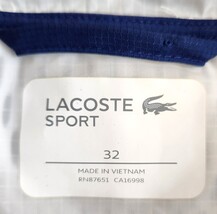 LACOSTE
SPORT
32
MADE IN VIETNAM
RN87651 CA16998